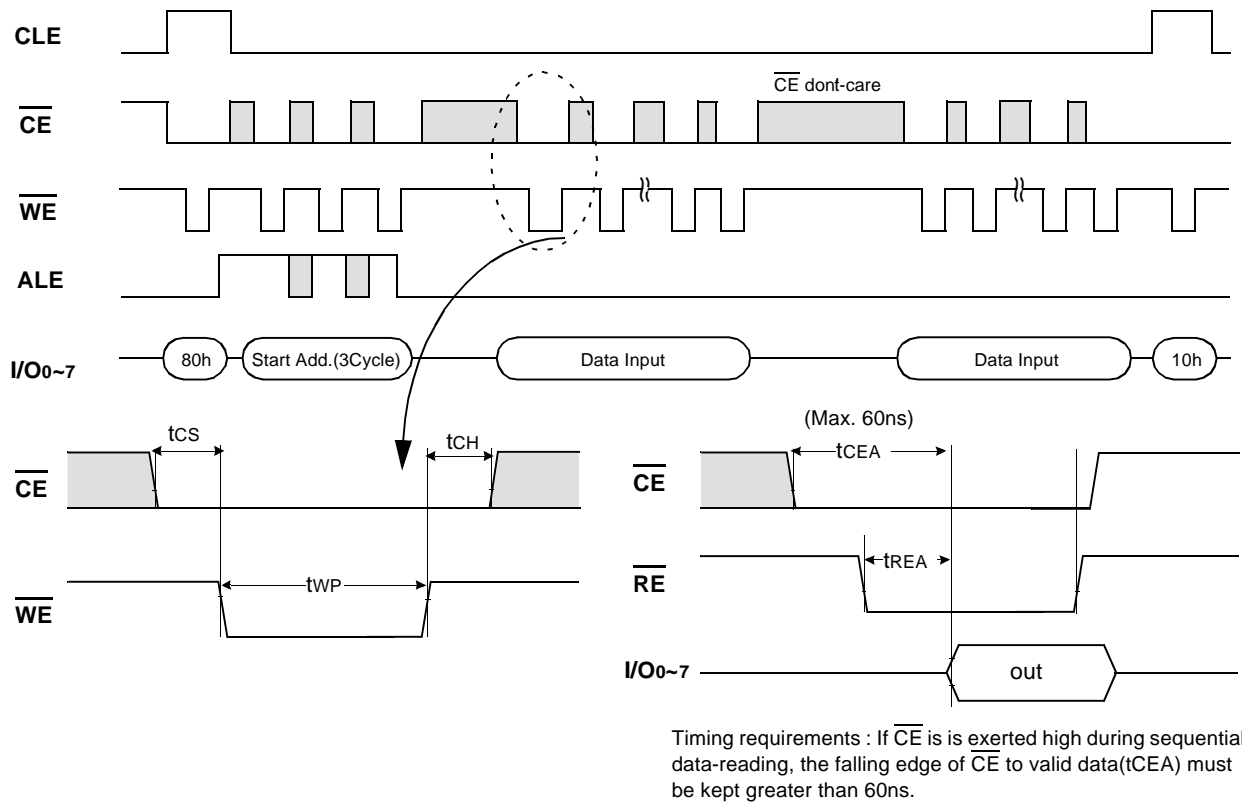 CLE
CE dont-care
CE
WE
ALE
I/O0~7 80h Start Add.(3Cycle) Data Input Data Input 10h
tCS tCH
CE
tWP
WE
(Max. 60ns)
tCEA
CE
tREA
RE
I/O0~7 out
Timing requirements : If CE is is exerted high during sequential
data-reading, the falling edge of CE to valid data(tCEA) must
be kept greater than 60ns.